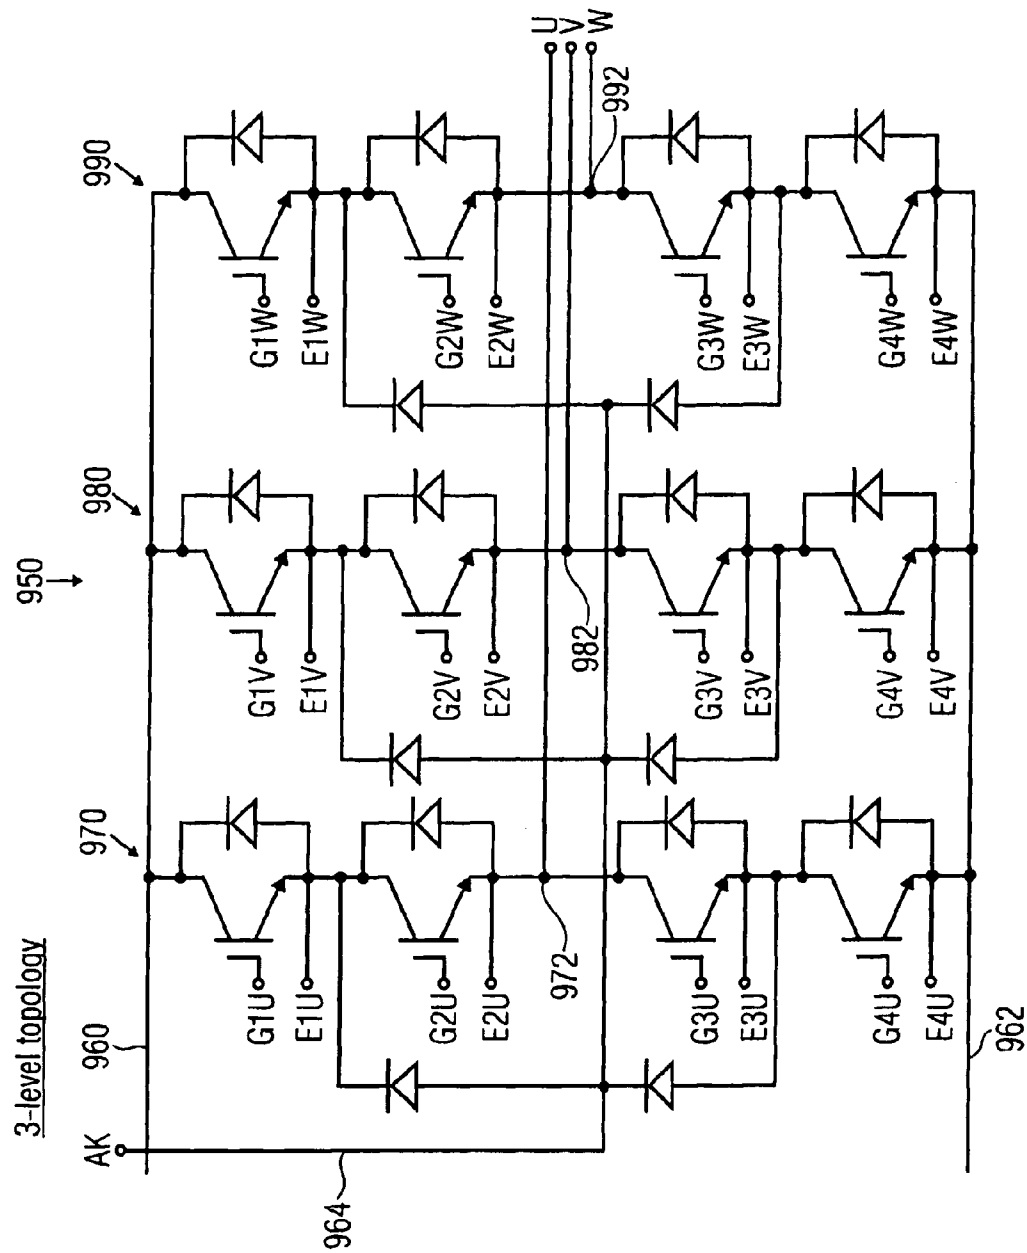 3-level topology
950
AK
960
970
980
990
964
G1U
E1U
G1V
E1V
G1W
E1W
G2U
E2U
G2V
E2V
G2W
E2W
U
V
W
972
982
992
G3U
E3U
G3V
E3V
G3W
E3W
G4U
E4U
G4V
E4V
G4W
E4W
962